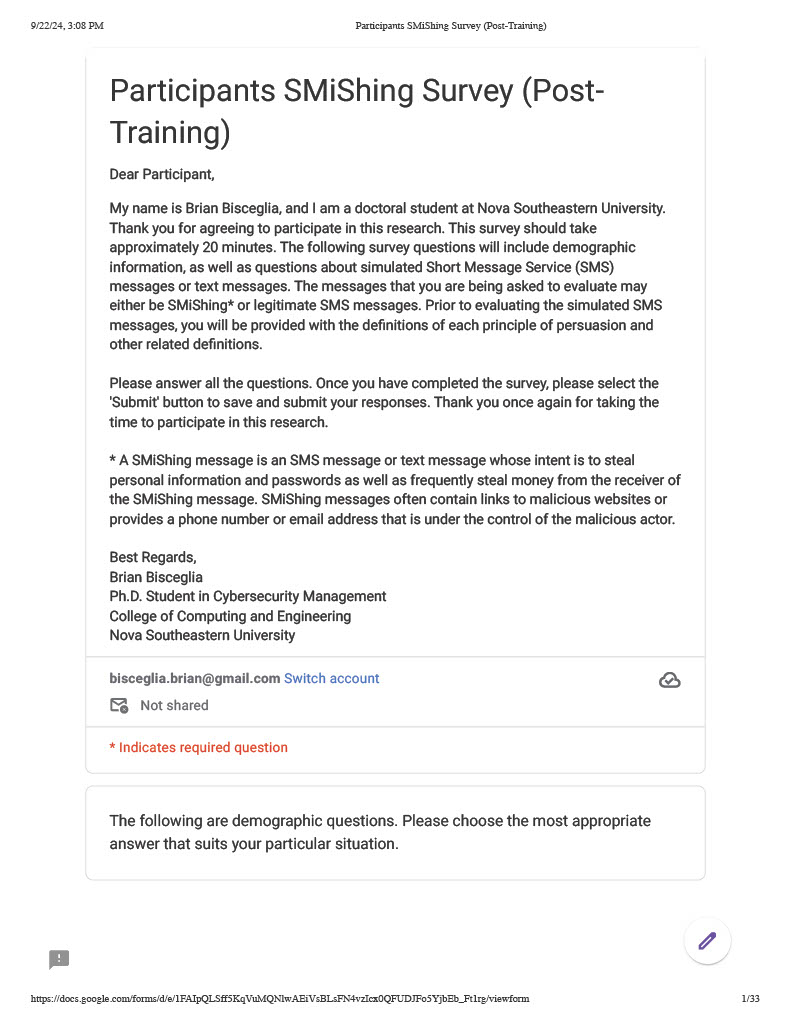 9/22/24, 3:08 PM
Participants SMiShing Survey (Post-Training)
Participants SMiShing Survey (Post-
Training)
Dear Participant,
My name is Brian Bisceglia, and I am a doctoral student at Nova Southeastern University.
Thank you for agreeing to participate in this research. This survey should take
approximately 20 minutes. The following survey questions will include demographic
information, as well as questions about simulated Short Message Service (SMS)
messages or text messages. The messages that you are being asked to evaluate may
either be SMiShing* or legitimate SMS messages. Prior to evaluating the simulated SMS
messages, you will be provided with the definitions of each principle of persuasion and
other related definitions.
Please answer all the questions. Once you have completed the survey, please select the
'Submit' button to save and submit your responses. Thank you once again for taking the
time to participate in this research.
* A SMiShing message is an SMS message or text message whose intent is to steal
personal information and passwords as well as frequently steal money from the receiver of
the SMiShing message. SMiShing messages often contain links to malicious websites or
provides a phone number or email address that is under the control of the malicious actor.
Best Regards,
Brian Bisceglia
Ph.D. Student in Cybersecurity Management
College of Computing and Engineering
Nova Southeastern University
bisceglia.brian@gmail.com Switch account
Not shared
* Indicates required question
The following are demographic questions. Please choose the most appropriate
answer that suits your particular situation.
https://docs.google.com/forms/d/e/1FAIpQLSff5KqVuMQNlwAEiVsBLsFN4vzIcx0QFUDJFo5YjbEb_Ft1rg/viewform
1/33